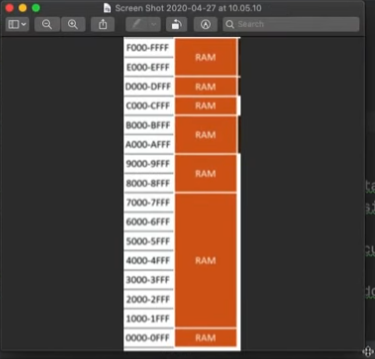 Screen Shot 2020-04-27 at 10.05.10
Search
F000-FFFF
RAM
E000-EFFF
D000-DFFF RAM
C000-CFFF RAM
B000-BFFF
RAM
A000-AFFF
9000-9FFF
RAM
8000-8FFF
7000-7FFF
6000-6FFF
5000-5FFF
4000-4FFF RAM
3000-3FFF
2000-2FFF
1000-1FFF
0000-0FFF RAM